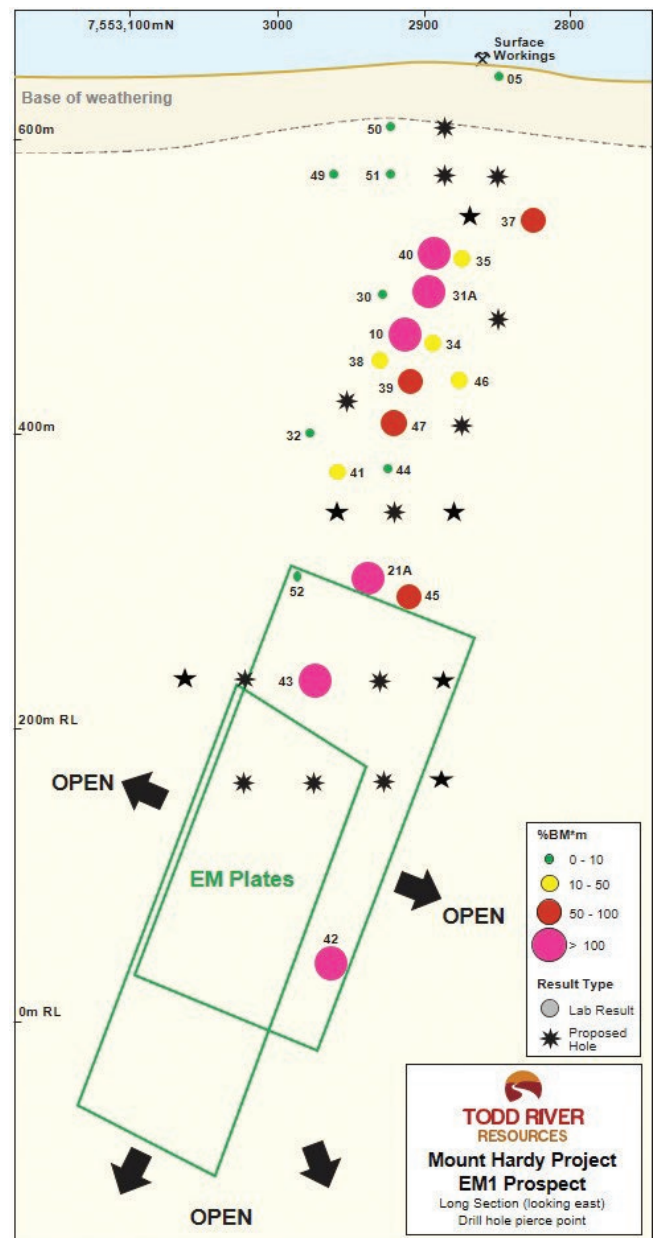 7,553,100mN 3000 2900 2800
Surface
Workings
05
Base of weathering
600m
50
49 51
37
40 35
30 31A
10 34
38
39 46
400m 32 47
41 44
21A
52 45
43
200m RL
OPEN
EM Plates
OPEN
42
0m RL
OPEN
%BM*m
0 - 10
10 - 50
50 - 100
> 100
Result Type
Lab Result
Proposed
Hole
TODD RIVER
RESOURCES
Mount Hardy Project
EM1 Prospect
Long Section (looking east)
Drill hole pierce point